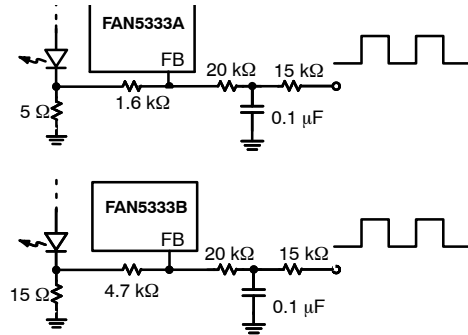 FAN5333A
FB
20 kΩ
15 kΩ
1.6 kΩ
5 Ω
0.1 μF
FAN5333B
FB
20 kΩ
15 kΩ
15 Ω
4.7 kΩ
0.1 μF